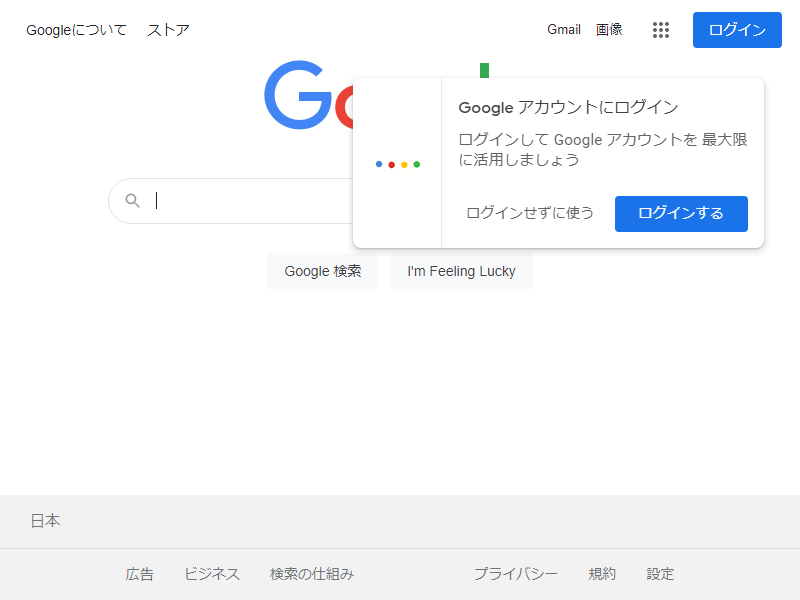 Googleについて ストア Gmail 画像 ログイン
Google アカウントにログイン
ログインして Google アカウントを 最大限
に活用しましょう
ログインせずに使う ログインする
Google 検索 I'm Feeling Lucky
日本
広告 ビジネス 検索の仕組み プライバシー 規約 設定